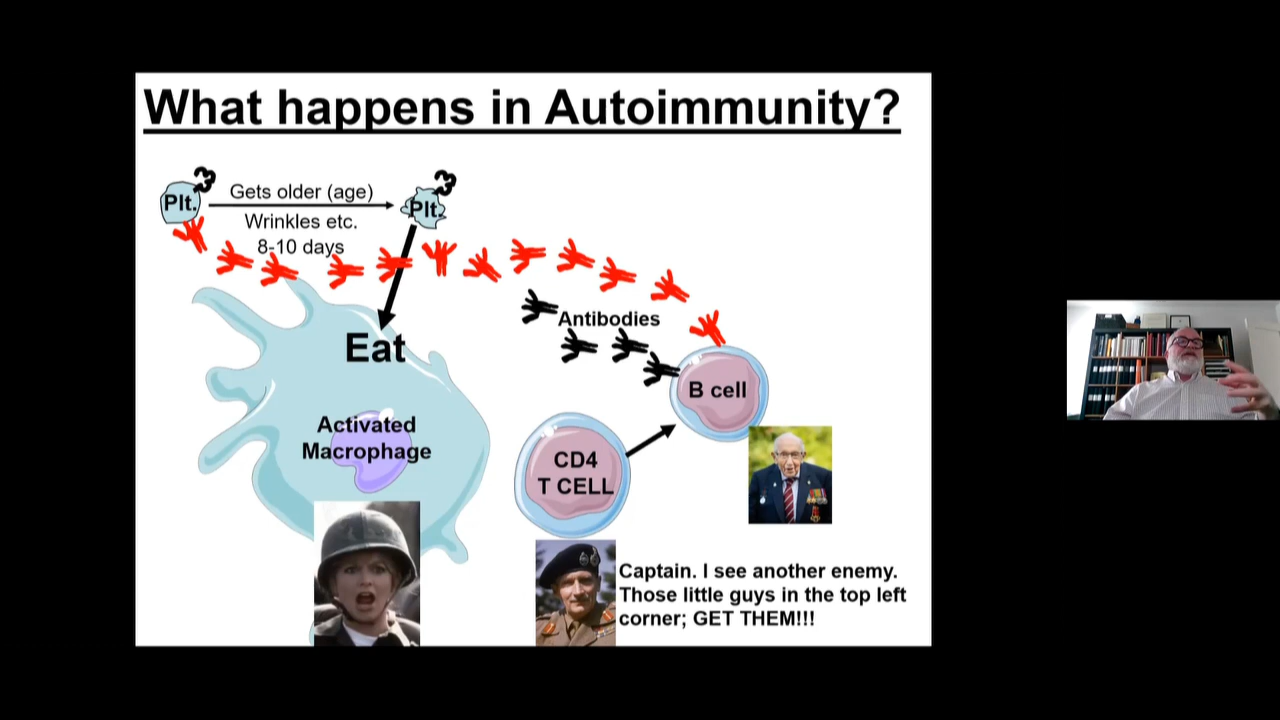 What happens in Autoimmunity?
Plt.
Gets older (age)
Wrinkles etc.
8-10 days
Plt.
Antibodies
Eat
B cell
Activated
Macrophage
CD4
T CELL
Captain. I see another enemy.
Those little guys in the top left
corner; GET THEM!!!